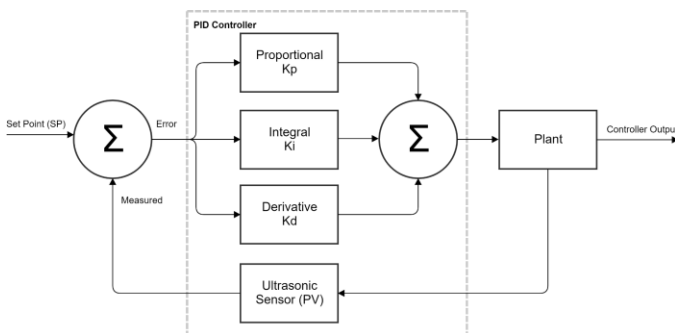 PID Controller
Proportional
Kp
Set Point (SP)
Σ
Error
Integral
Ki
Σ
Plant
Controller Output
Measured
Derivative
Kd
Ultrasonic
Sensor (PV)